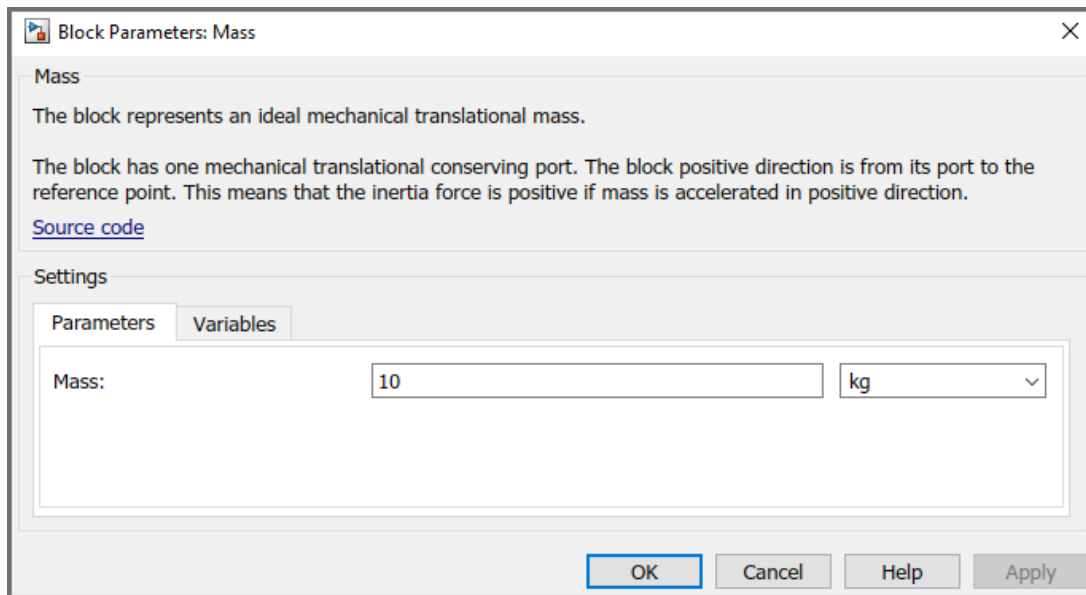 Block Parameters: Mass
Mass
The block represents an ideal mechanical translational mass.
The block has one mechanical translational conserving port. The block positive direction is from its port to the
reference point. This means that the inertia force is positive if mass is accelerated in positive direction.
Source code
Settings
Parameters Variables
Mass: 10 kg
OK Cancel Help Apply